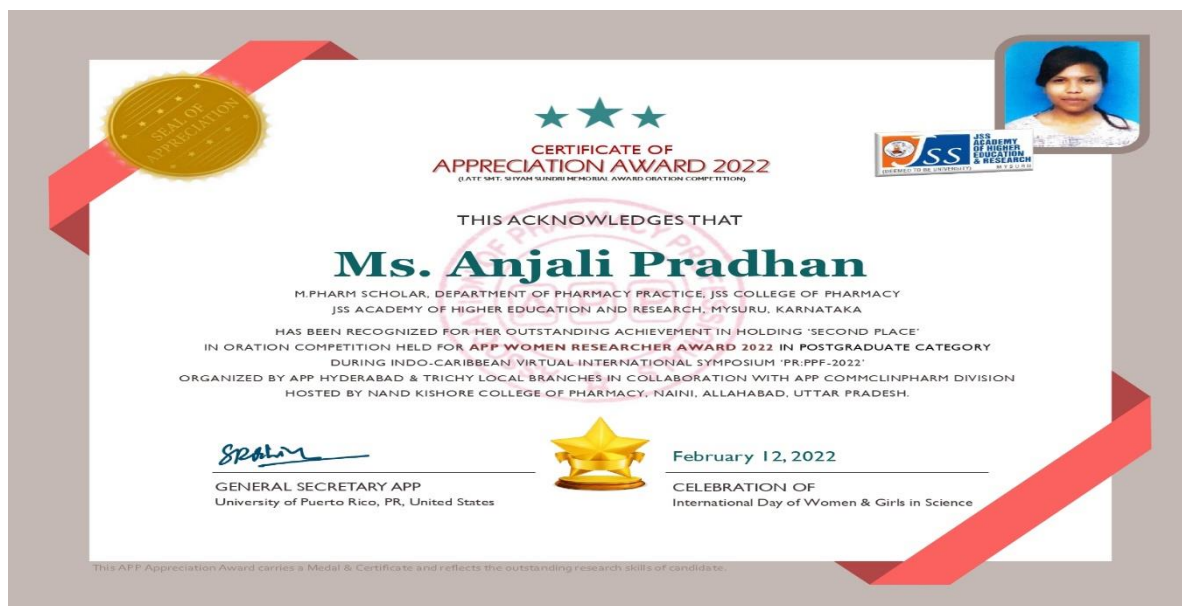 SEAL OF
APPRECIATION
JSS
JSS
ACADEMY
OF HIGHER
EDUCATION
& RESEARCH
(DEEMED TO BE UNIVERSITY) MYSURU
CERTIFICATE OF
APPRECIATION AWARD 2022
(LATE SMT. SHYAM SUNDRI MEMORIAL AWARD ORATION COMPETITION)
THIS ACKNOWLEDGES THAT
Ms. Anjali Pradhan
M.PHARM SCHOLAR, DEPARTMENT OF PHARMACY PRACTICE, JSS COLLEGE OF PHARMACY
JSS ACADEMY OF HIGHER EDUCATION AND RESEARCH, MYSURU, KARNATAKA
HAS BEEN RECOGNIZED FOR HER OUTSTANDING ACHIEVEMENT IN HOLDING 'SECOND PLACE'
IN ORATION COMPETITION HELD FOR APP WOMEN RESEARCHER AWARD 2022 IN POSTGRADUATE CATEGORY
DURING INDO-CARIBBEAN VIRTUAL INTERNATIONAL SYMPOSIUM 'PR:PPF-2022'
ORGANIZED BY APP HYDERABAD & TRICHY LOCAL BRANCHES IN COLLABORATION WITH APP COMMCLINPHARM DIVISION
HOSTED BY NAND KISHORE COLLEGE OF PHARMACY, NAINI, ALLAHABAD, UTTAR PRADESH.
ASSOCIATION OF PHARMACY PROFESSIONALS
APP
February 12, 2022
GENERAL SECRETARY APP
University of Puerto Rico, PR, United States
CELEBRATION OF
International Day of Women & Girls in Science
This APP Appreciation Award carries a Medal & Certificate and reflects the outstanding research skills of candidate.